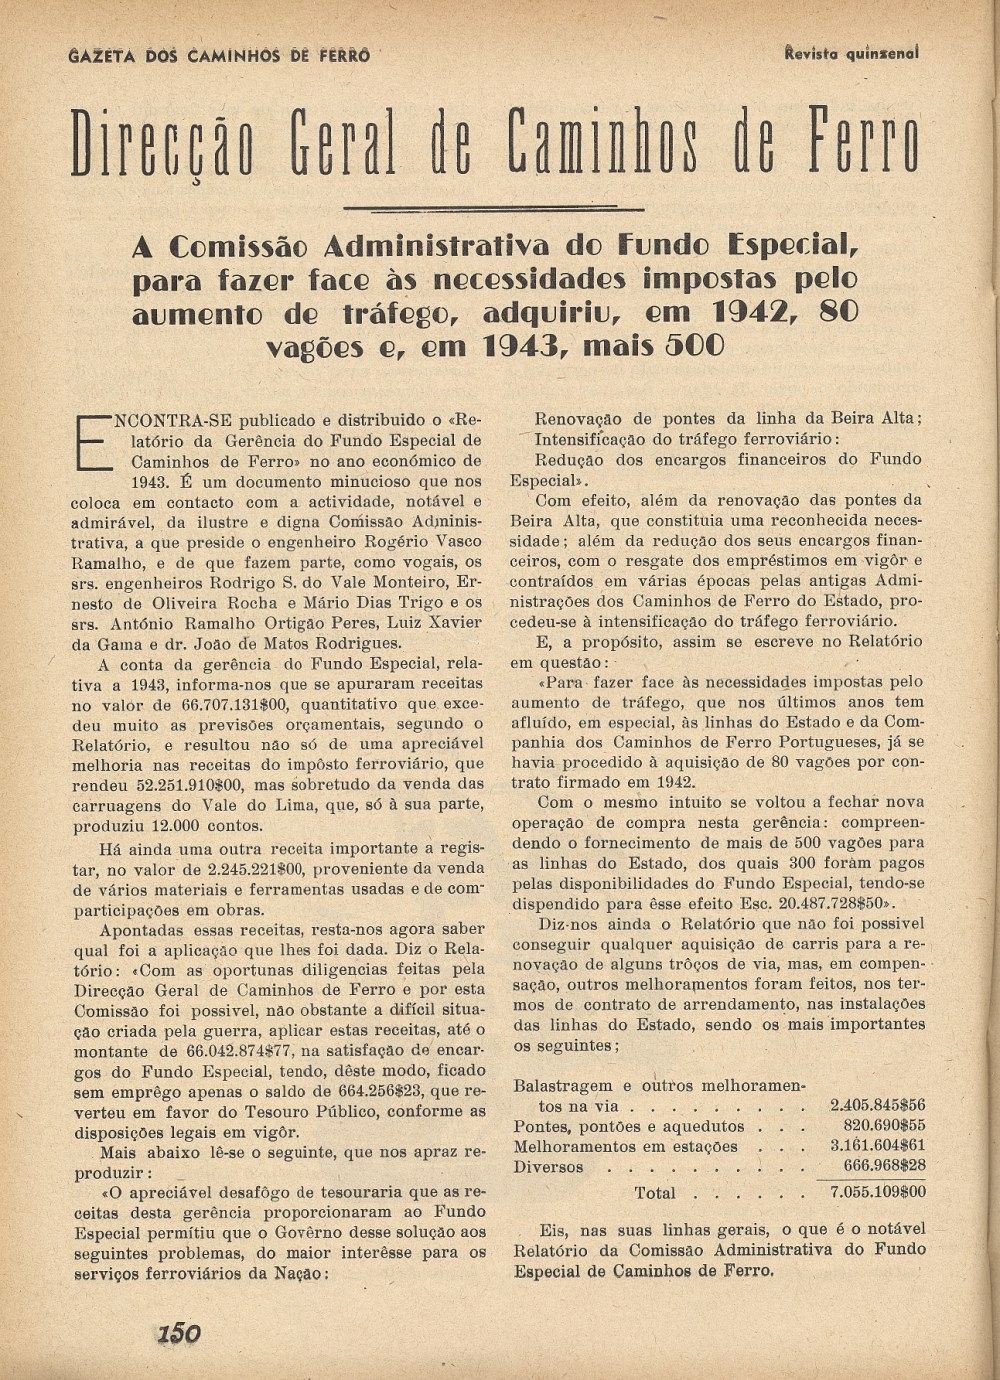 GAZETA DOS CAMINHOS DE FERRO
Revista quinzenal
Direcção Geral de Caminhos de Ferro
A Comissão Administrativa do Fundo Especial,
para fazer face às necessidades impostas pelo
aumento de tráfego, adquiriu, em 1942, 80
vagões e, em 1943, mais 500
ENCONTRA-SE publicado e distribuido o «Re-
latório da Gerência do Fundo Especial de
Caminhos de Ferro» no ano económico de
1943. É um documento minucioso que nos
coloca em contacto com a actividade, notável e
admirável, da ilustre e digna Comissão Adminis-
trativa, a que preside o engenheiro Rogério Vasco
Ramalho, e de que fazem parte, como vogais, os
srs. engenheiros Rodrigo S. do Vale Monteiro, Er-
nesto de Oliveira Rocha e Mário Dias Trigo e os
srs. António Ramalho Ortigão Peres, Luiz Xavier
da Gama e dr. João de Matos Rodrigues.
A conta da gerência do Fundo Especial, rela-
tiva a 1943, informa-nos que se apuraram receitas
no valor de 66.707.131$00, quantitativo que exce-
deu muito as previsões orçamentais, segundo o
Relatório, e resultou não só de uma apreciável
melhoria nas receitas do impôsto ferroviário, que
rendeu 52.251.910$00, mas sobretudo da venda das
carruagens do Vale do Lima, que, só à sua parte,
produziu 12.000 contos.
Há ainda uma outra receita importante a regis-
tar, no valor de 2.245.221$00, proveniente da venda
de vários materiais e ferramentas usadas e de com-
participações em obras.
Apontadas essas receitas, resta-nos agora saber
qual foi a aplicação que lhes foi dada. Diz o Rela-
tório: «Com as oportunas diligencias feitas pela
Direcção Geral de Caminhos de Ferro e por esta
Comissão foi possivel, não obstante a difícil situa-
ção criada pela guerra, aplicar estas receitas, até o
montante de 66.042.874$77, na satisfação de encar-
gos do Fundo Especial, tendo, dêste modo, ficado
sem emprêgo apenas o saldo de 664.256$23, que re-
verteu em favor do Tesouro Público, conforme as
disposições legais em vigôr.
Mais abaixo lê-se o seguinte, que nos apraz re-
produzir:
«O apreciável desafôgo de tesouraria que as re-
ceitas desta gerência proporcionaram ao Fundo
Especial permítiu que o Govêrno desse solução aos
seguintes problemas, do maior interêsse para os
serviços ferroviários da Nação:
Renovação de pontes da linha da Beira Alta;
Intensificação do tráfego ferroviário:
Redução dos encargos financeiros do Fundo
Especial».
Com efeito, além da renovação das pontes da
Beira Alta, que constituia uma reconhecida neces-
sidade; além da redução dos seus encargos finan-
ceiros, com o resgate dos empréstimos em vigôr e
contraídos em várias épocas pelas antigas Admi-
nistrações dos Caminhos de Ferro do Estado, pro-
cedeu-se à intensificação do tráfego ferroviário.
E, a propósito, assim se escreve no Relatório
em questão:
«Para fazer face às necessidades impostas pelo
aumento de tráfego, que nos últimos anos tem
afluído, em especial, às linhas do Estado e da Com-
panhia dos Caminhos de Ferro Portugueses, já se
havia procedido à aquisição de 80 vagões por con-
trato firmado em 1942.
Com o mesmo intuito se voltou a fechar nova
operação de compra nesta gerência: compreen-
dendo o fornecimento de mais de 500 vagões para
as linhas do Estado, dos quais 300 foram pagos
pelas disponibilidades do Fundo Especial, tendo-se
dispendido para êsse efeito Esc. 20.487.728$50».
Diz-nos ainda o Relatório que não foi possivel
conseguir qualquer aquisição de carris para a re-
novação de alguns trôços de via, mas, em compen-
sação, outros melhoramentos foram feitos, nos ter-
mos de contrato de arrendamento, nas instalações
das linhas do Estado, sendo os mais importantes
os seguintes;
Balastragem e outros melhoramen-
tos na via . . . . . . . . . 2.405.845$56
Pontes, pontões e aquedutos . . . 820.690$55
Melhoramentos em estações . . . 3.161.604$61
Diversos . . . . . . . . . . 666.968$28
Total . . . . . . 7.055.109$00
Eis, nas suas linhas gerais, o que é o notável
Relatório da Comissão Administrativa do Fundo
Especial de Caminhos de Ferro.
150